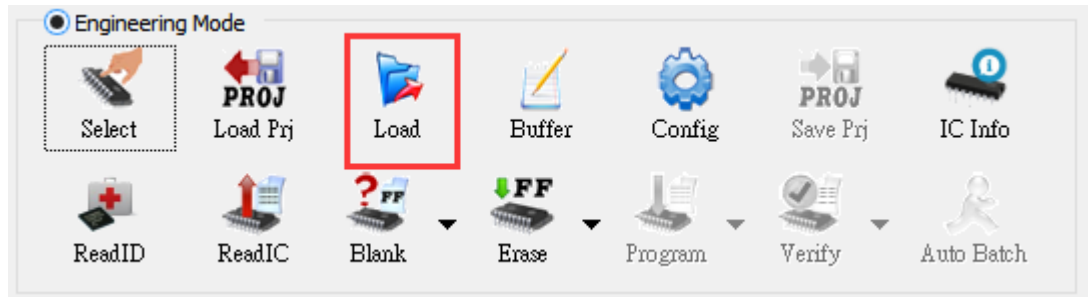 Engineering Mode
PROJ PROJ
Select Load Prj Load Buffer Config Save Prj IC Info
? FF FF
ReadID ReadIC Blank Erase Program Verify Auto Batch